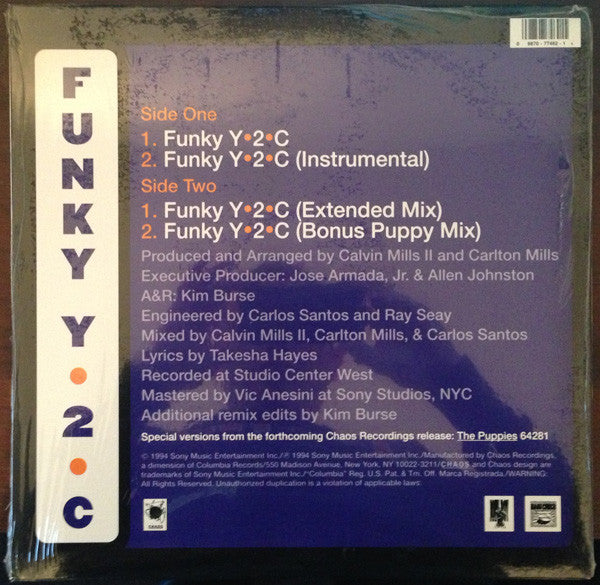 FUNKY Y•2•C
Side One
1. Funky Y•2•C
2. Funky Y•2•C (Instrumental)
Side Two
1. Funky Y•2•C (Extended Mix)
2. Funky Y•2•C (Bonus Puppy Mix)
Produced and Arranged by Calvin Mills II and Carlton Mills
Executive Producer: Jose Armada, Jr. & Allen Johnston
A&R: Kim Burse
Engineered by Carlos Santos and Ray Seay
Mixed by Calvin Mills II, Carlton Mills, & Carlos Santos
Lyrics by Takesha Hayes
Recorded at Studio Center West
Mastered by Vic Anesini at Sony Studios, NYC
Additional remix edits by Kim Burse
Special versions from the forthcoming Chaos Recordings release: The Puppies 64281
© 1994 Sony Music Entertainment Inc./℗ 1994 Sony Music Entertainment Inc./Manufactured by Chaos Recordings,
a dimension of Columbia Records/550 Madison Avenue, New York, NY 10022-3211/CHAOS and Chaos design are
trademarks of Sony Music Entertainment Inc./"Columbia" Reg. U.S. Pat. & Tm. Off. Marca Registrada./WARNING:
All Rights Reserved. Unauthorized duplication is a violation of applicable laws.